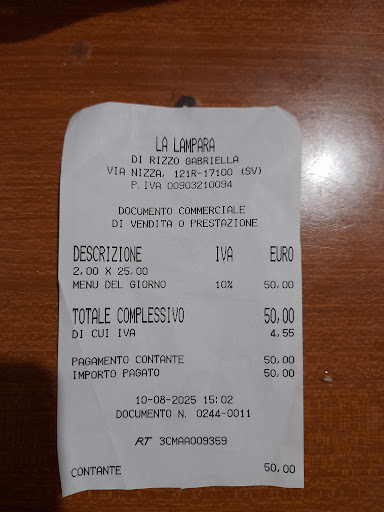 LA LAMPARA
DI RIZZO GABRIELLA
VIA NIZZA, 121R-17100 (SV)
P. IVA 00903210094
DOCUMENTO COMMERCIALE
DI VENDITA O PRESTAZIONE
DESCRIZIONE IVA EURO
2,00 X 25,00
MENU DEL GIORNO 10% 50,00
TOTALE COMPLESSIVO 50,00
DI CUI IVA 4,55
PAGAMENTO CONTANTE 50,00
IMPORTO PAGATO 50,00
10-08-2025 15:02
DOCUMENTO N. 0244-0011
RT 3CMAA009359
CONTANTE 50,00